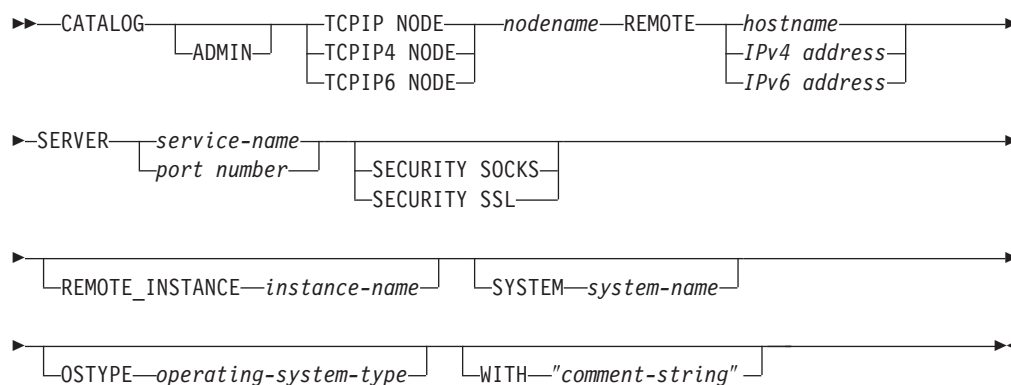 CATALOG TCPIP NODE nodename REMOTE hostname
ADMIN TCPIP4 NODE IPv4 address
TCPIP6 NODE IPv6 address
SERVER service-name
port number SECURITY SOCKS
SECURITY SSL
REMOTE_INSTANCE instance-name SYSTEM system-name
OSTYPE operating-system-type WITH "comment-string"